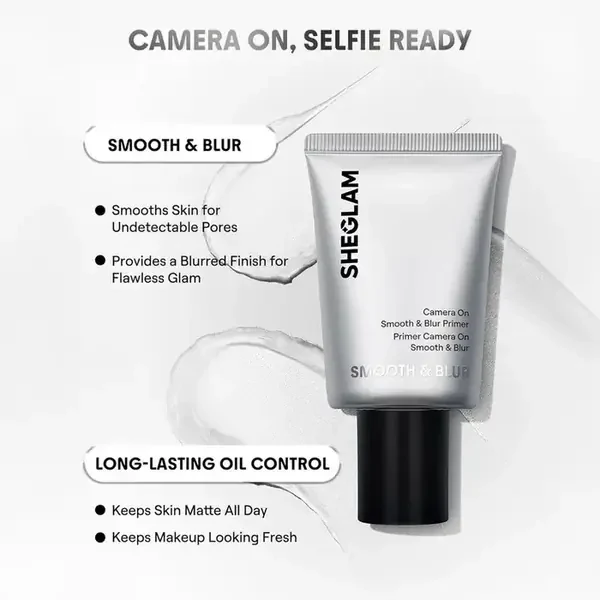 CAMERA ON, SELFIE READY
SMOOTH & BLUR
Smooths Skin for
Undetectable Pores
Provides a Blurred Finish for
Flawless Glam
SHEGLAM
Camera On
Smooth & Blur Primer
Primer Camera On
Smooth & Blur
SMOOTH & BLUR
LONG-LASTING OIL CONTROL
Keeps Skin Matte All Day
Keeps Makeup Looking Fresh